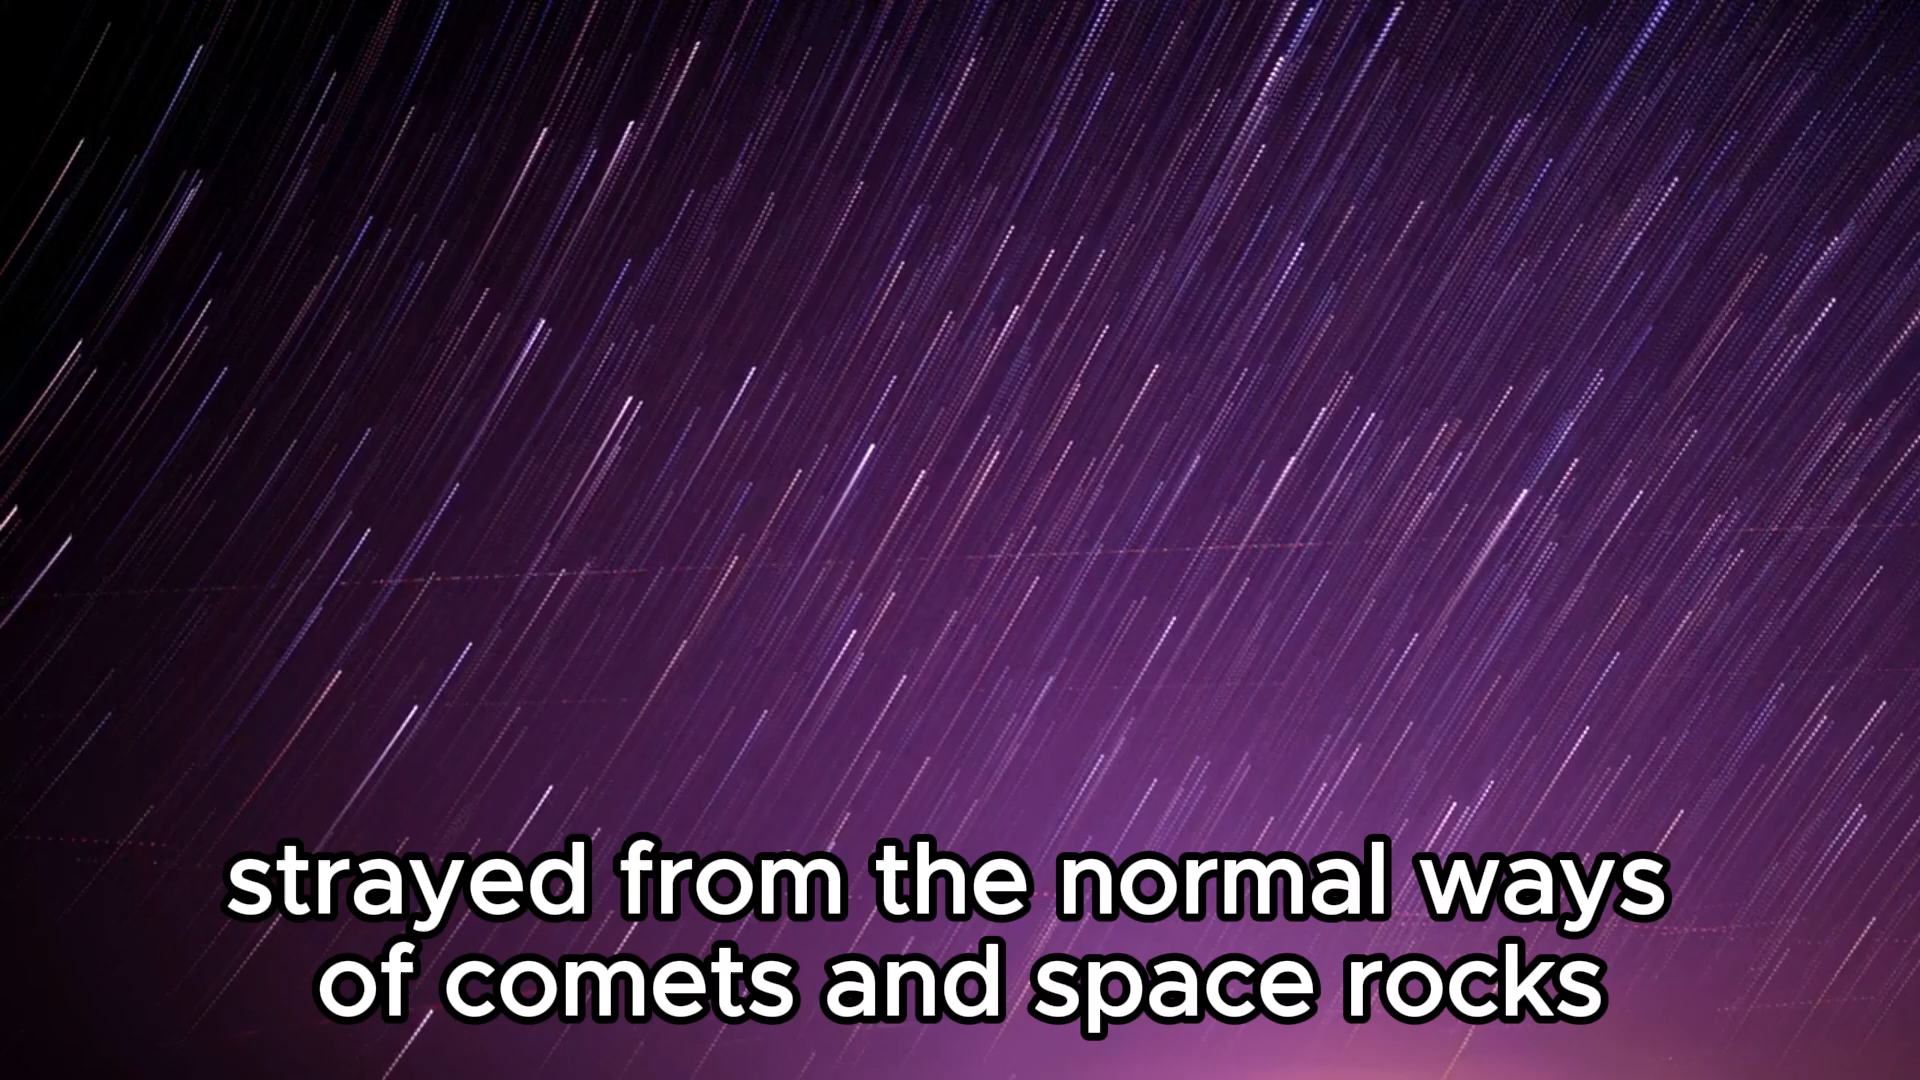 strayed from the normal ways
of comets and space rocks